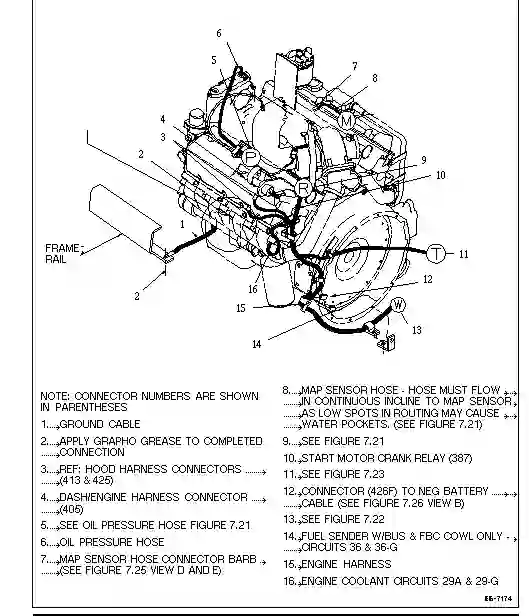 6
5
7
8
4
M
3
P
9
2
R
10
FRAME-
RAIL
1
T
11
16
12
2
15
W
13
14
NOTE: CONNECTOR NUMBERS ARE SHOWN
IN PARENTHESES
1. GROUND CABLE
2. APPLY GRAPHO GREASE TO COMPLETED
CONNECTION
3. REF: HOOD HARNESS CONNECTORS
(413 & 425)
4. DASH/ENGINE HARNESS CONNECTOR
(405)
5. SEE OIL PRESSURE HOSE FIGURE 7.21
6. OIL PRESSURE HOSE
7. MAP SENSOR HOSE CONNECTOR BARB
(SEE FIGURE 7.25 VIEW D AND E)
8. MAP SENSOR HOSE - HOSE MUST FLOW
IN CONTINUOUS INCLINE TO MAP SENSOR
AS LOW SPOTS IN ROUTING MAY CAUSE
WATER POCKETS. (SEE FIGURE 7.21)
9. SEE FIGURE 7.21
10. START MOTOR CRANK RELAY (387)
11. SEE FIGURE 7.23
12. CONNECTOR (426F) TO NEG BATTERY
CABLE (SEE FIGURE 7.26 VIEW B)
13. SEE FIGURE 7.22
14. FUEL SENDER W/BUS & FBC COWL ONLY -
CIRCUITS 36 & 36-G
15. ENGINE HARNESS
16. ENGINE COOLANT CIRCUITS 29A & 29-G
EB-7174